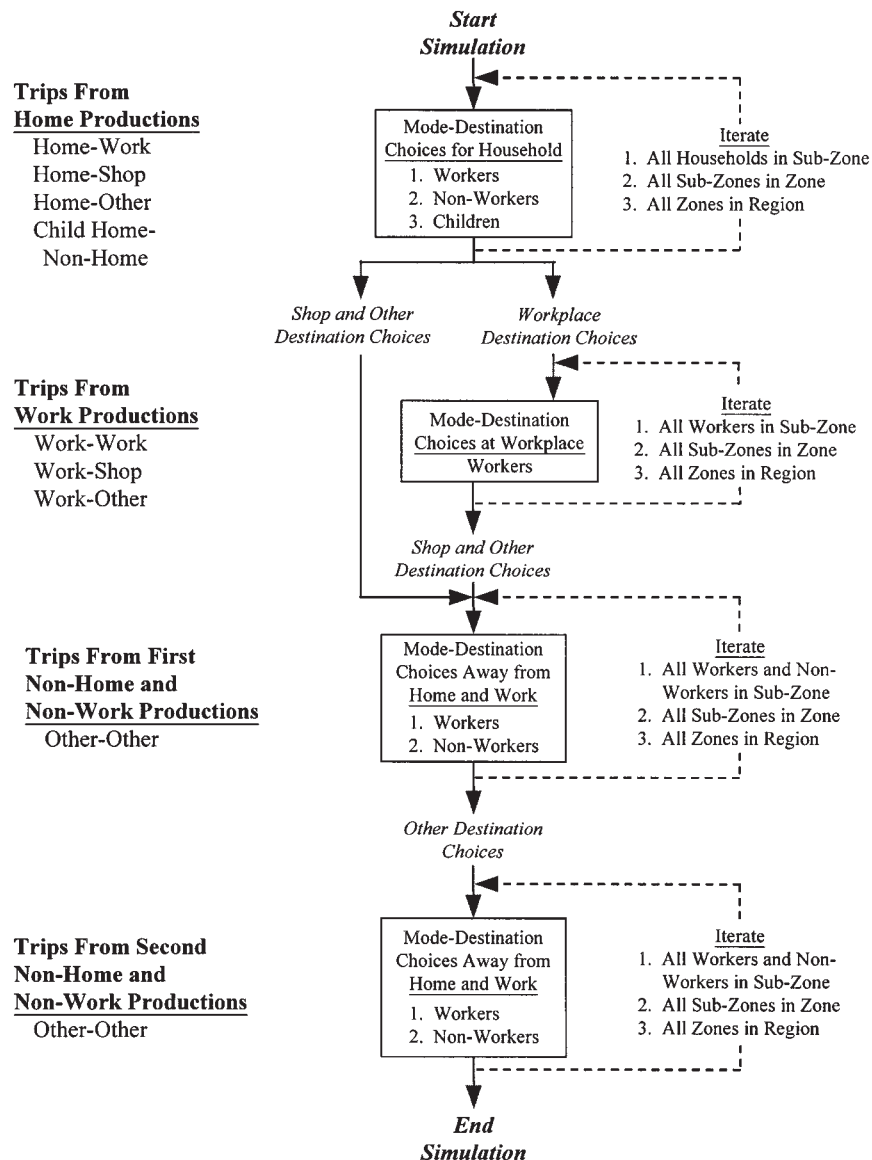 Start
Simulation
Trips From
Home Productions
Home-Work
Home-Shop
Home-Other
Child Home-
Non-Home
Mode-Destination
Choices for Household
1. Workers
2. Non-Workers
3. Children
Iterate
1. All Households in Sub-Zone
2. All Sub-Zones in Zone
3. All Zones in Region
Shop and Other
Destination Choices
Workplace
Destination Choices
Trips From
Work Productions
Work-Work
Work-Shop
Work-Other
Mode-Destination
Choices at Workplace
Workers
Iterate
1. All Workers in Sub-Zone
2. All Sub-Zones in Zone
3. All Zones in Region
Shop and Other
Destination Choices
Trips From First
Non-Home and
Non-Work Productions
Other-Other
Mode-Destination
Choices Away from
Home and Work
1. Workers
2. Non-Workers
Iterate
1. All Workers and Non-
Workers in Sub-Zone
2. All Sub-Zones in Zone
3. All Zones in Region
Other Destination
Choices
Trips From Second
Non-Home and
Non-Work Productions
Other-Other
Mode-Destination
Choices Away from
Home and Work
1. Workers
2. Non-Workers
Iterate
1. All Workers and Non-
Workers in Sub-Zone
2. All Sub-Zones in Zone
3. All Zones in Region
End
Simulation